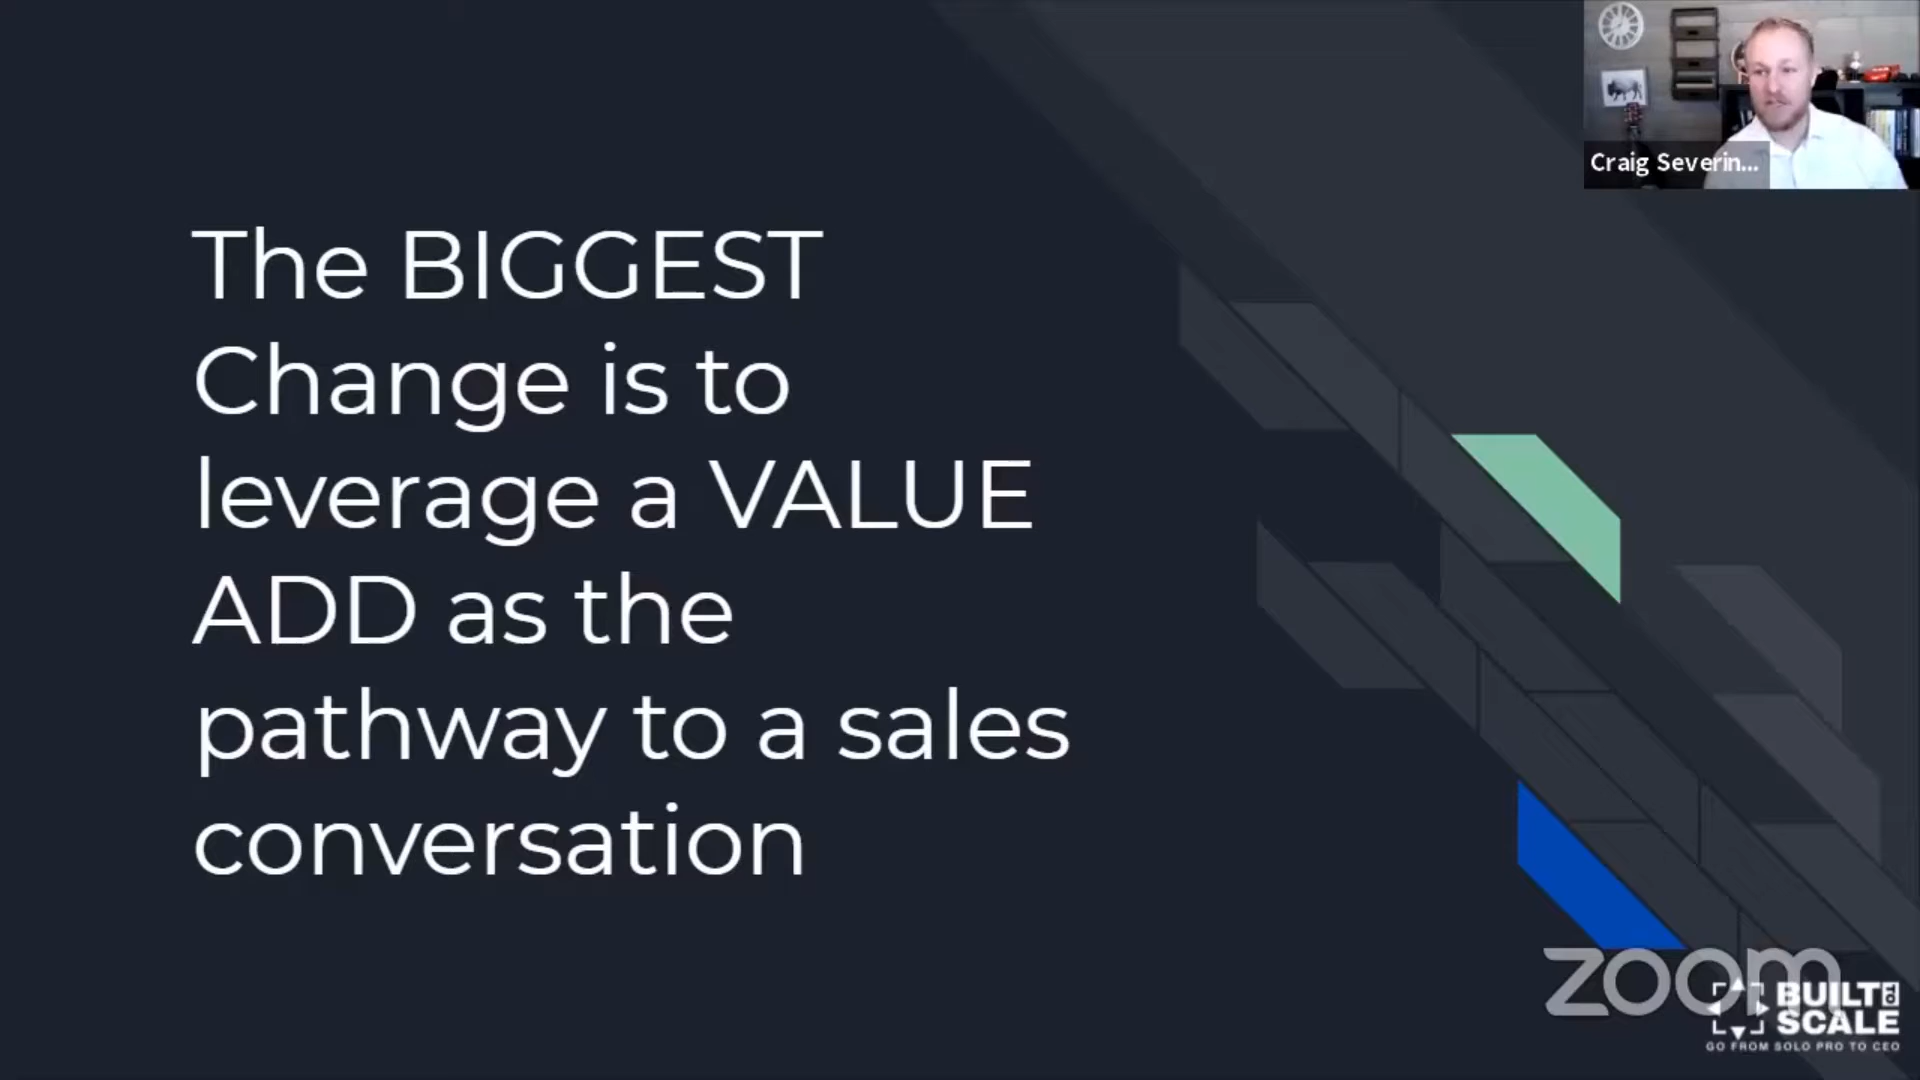 Craig Severin...
The BIGGEST
Change is to
leverage a VALUE
ADD as the
pathway to a sales
conversation
zoom
BUILT TO
SCALE
GO FROM SOLO PRO TO CEO